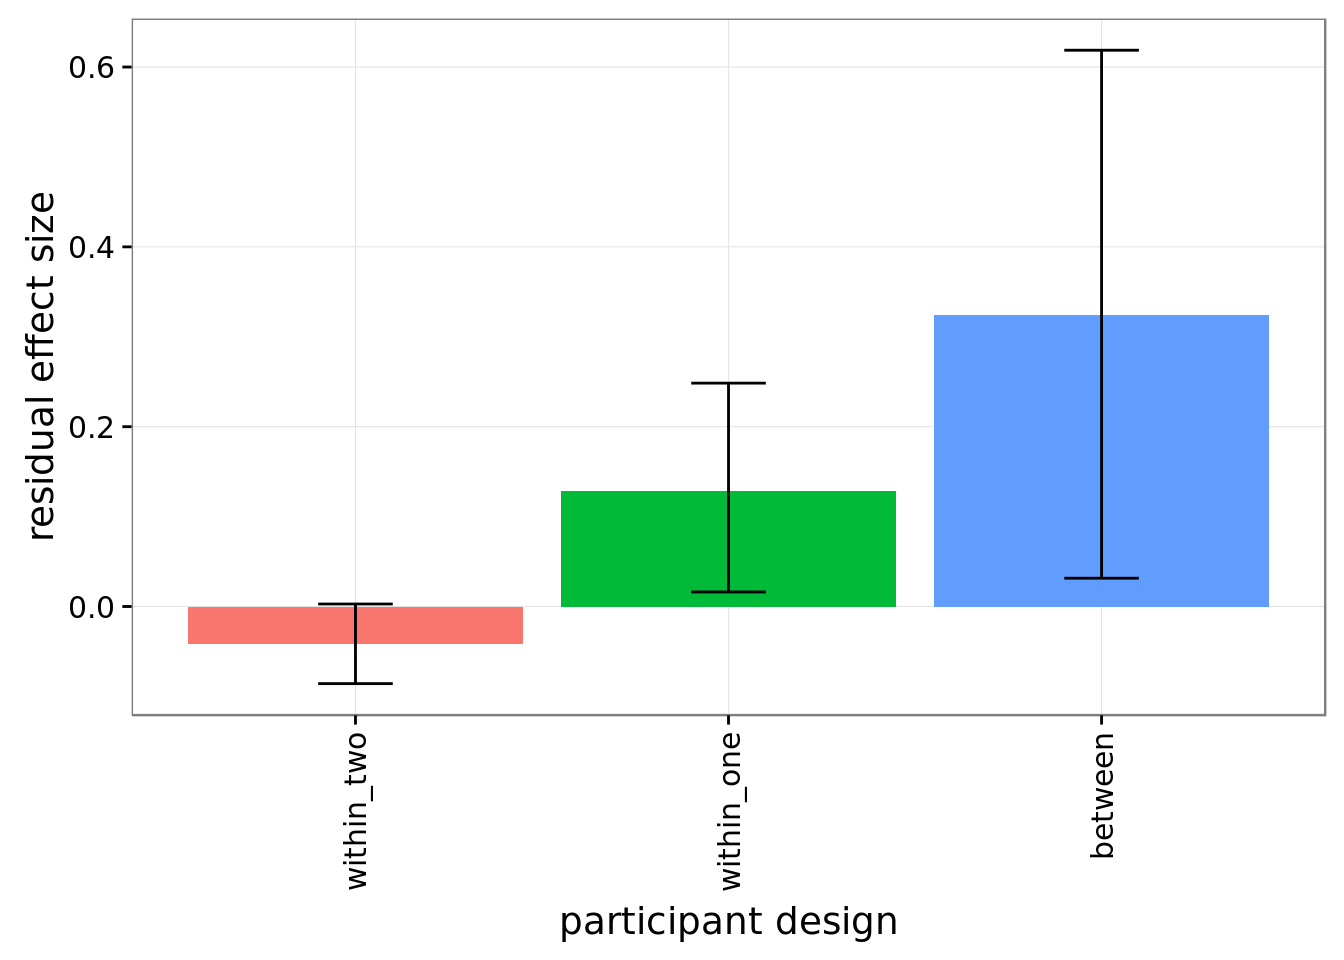 residual effect size
0.6
0.4
0.2
0.0
within_two
within_one
between
participant design